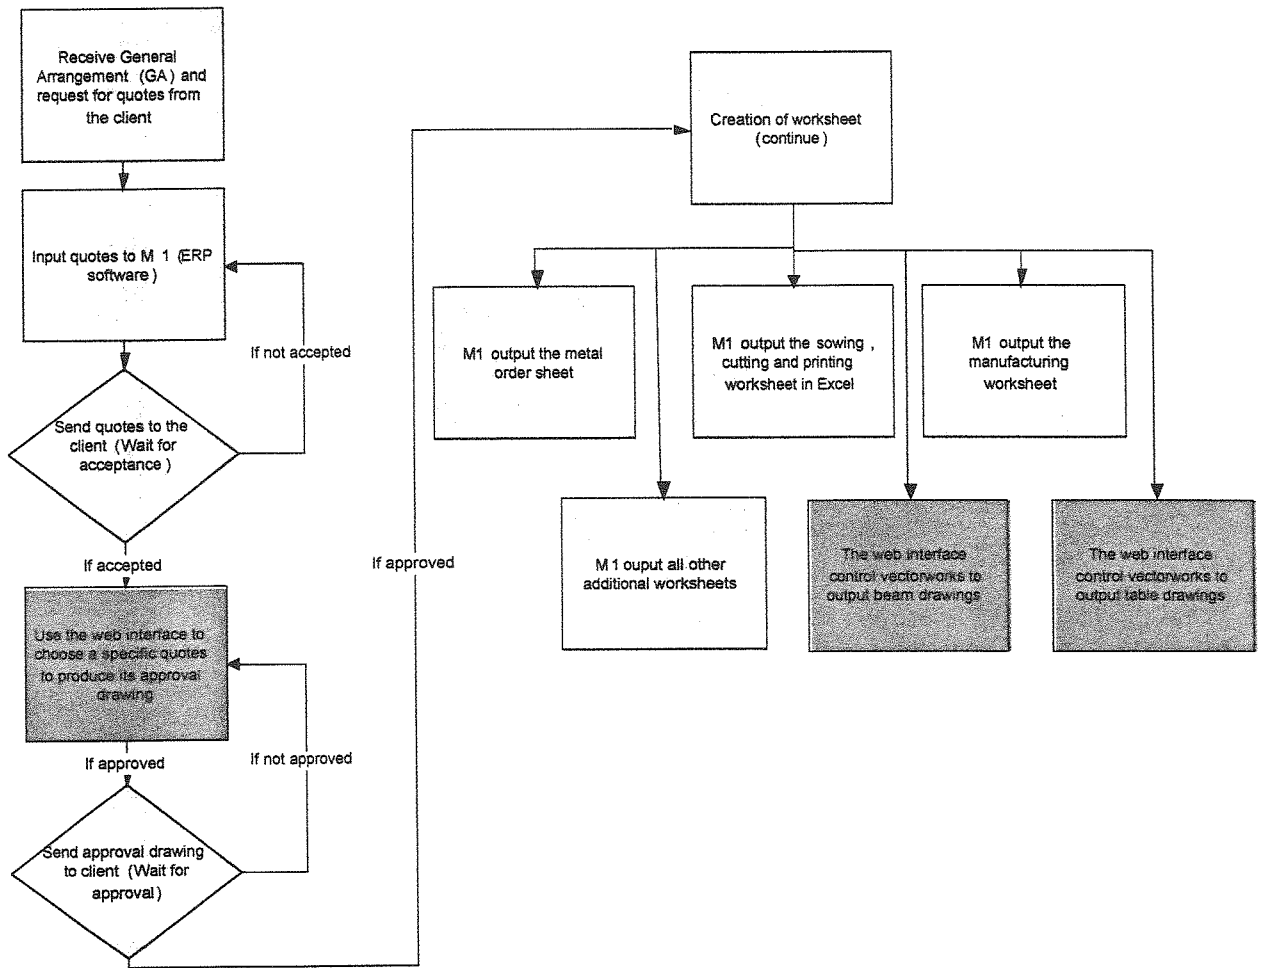 Receive General
Arrangement (GA) and
request for quotes from
the client
Input quotes to M 1 (ERP
software)
If not accepted
Send quotes to the
client (Wait for
acceptance)
If accepted
Use the web interface to
choose a specific quotes
to produce its approval
drawing
If approved
If not approved
Send approval drawing
to client (Wait for
approval)
If approved
Creation of worksheet
(continue)
M1 output the metal
order sheet
M1 output the sowing ,
cutting and printing
worksheet in Excel
M1 output the
manufacturing
worksheet
M1 ouput all other
additional worksheets
The web interface
control vectorworks to
output beam drawings
The web interface
control vectorworks to
output table drawings